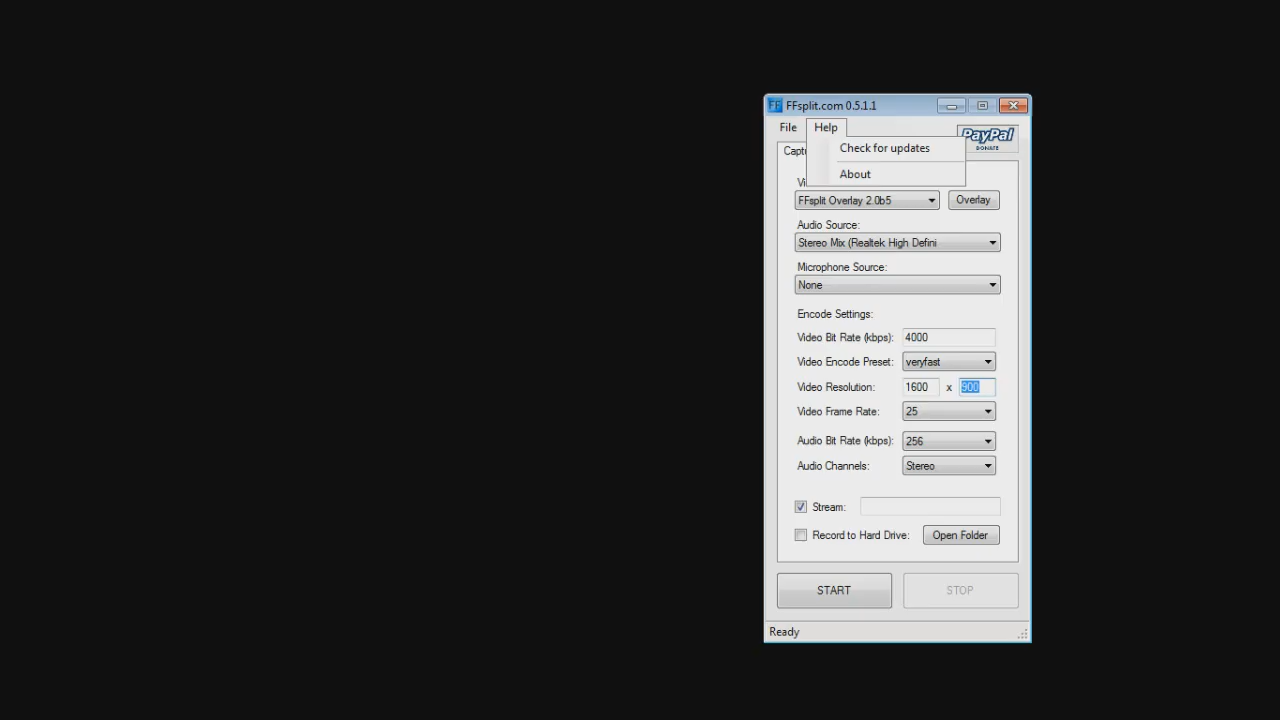 FF FFsplit.com 0.5.1.1
File Help
PayPal
DONATE
Check for updates
About
FFsplit Overlay 2.0b5 Overlay
Audio Source:
Stereo Mix (Realtek High Defini
Microphone Source:
None
Encode Settings:
Video Bit Rate (kbps): 4000
Video Encode Preset: veryfast
Video Resolution: 1600 x 900
Video Frame Rate: 25
Audio Bit Rate (kbps): 256
Audio Channels: Stereo
Stream:
Record to Hard Drive: Open Folder
START STOP
Ready